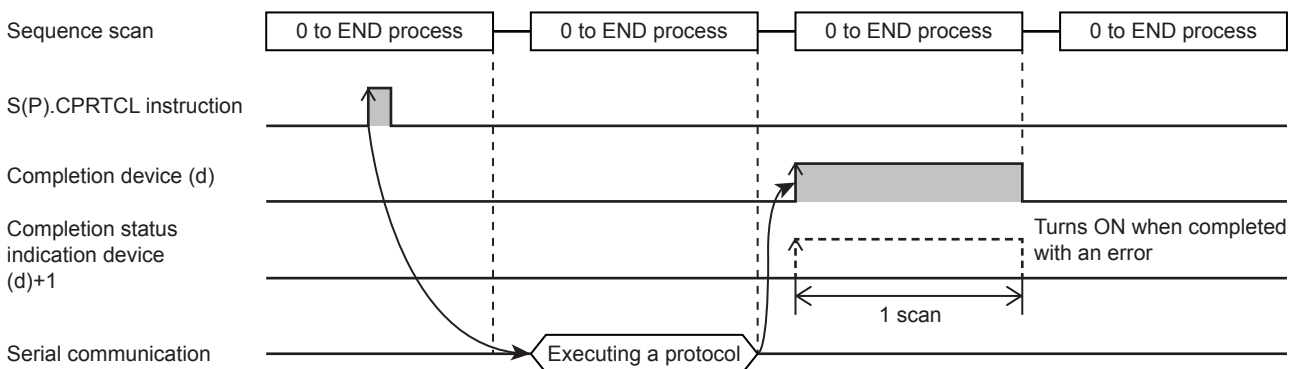 Sequence scan
0 to END process
0 to END process
0 to END process
0 to END process
S(P).CPRTCL instruction
Completion device (d)
Completion status
indication device
(d)+1
Turns ON when completed
with an error
1 scan
Serial communication
Executing a protocol